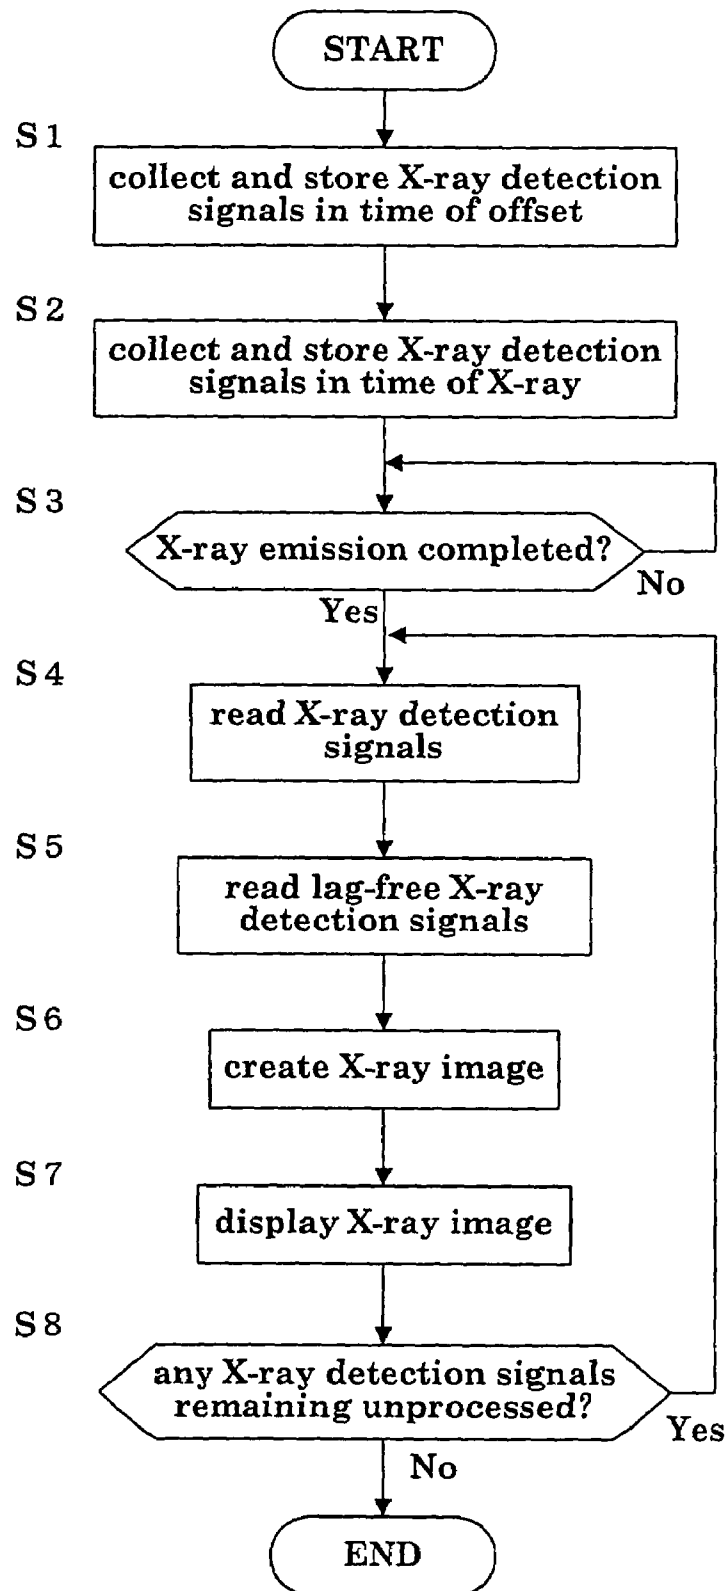 START
S1
collect and store X-ray detection
signals in time of offset
S2
collect and store X-ray detection
signals in time of X-ray
S3
X-ray emission completed?
No
Yes
S4
read X-ray detection
signals
S5
read lag-free X-ray
detection signals
S6
create X-ray image
S7
display X-ray image
S8
any X-ray detection signals
remaining unprocessed?
Yes
No
END